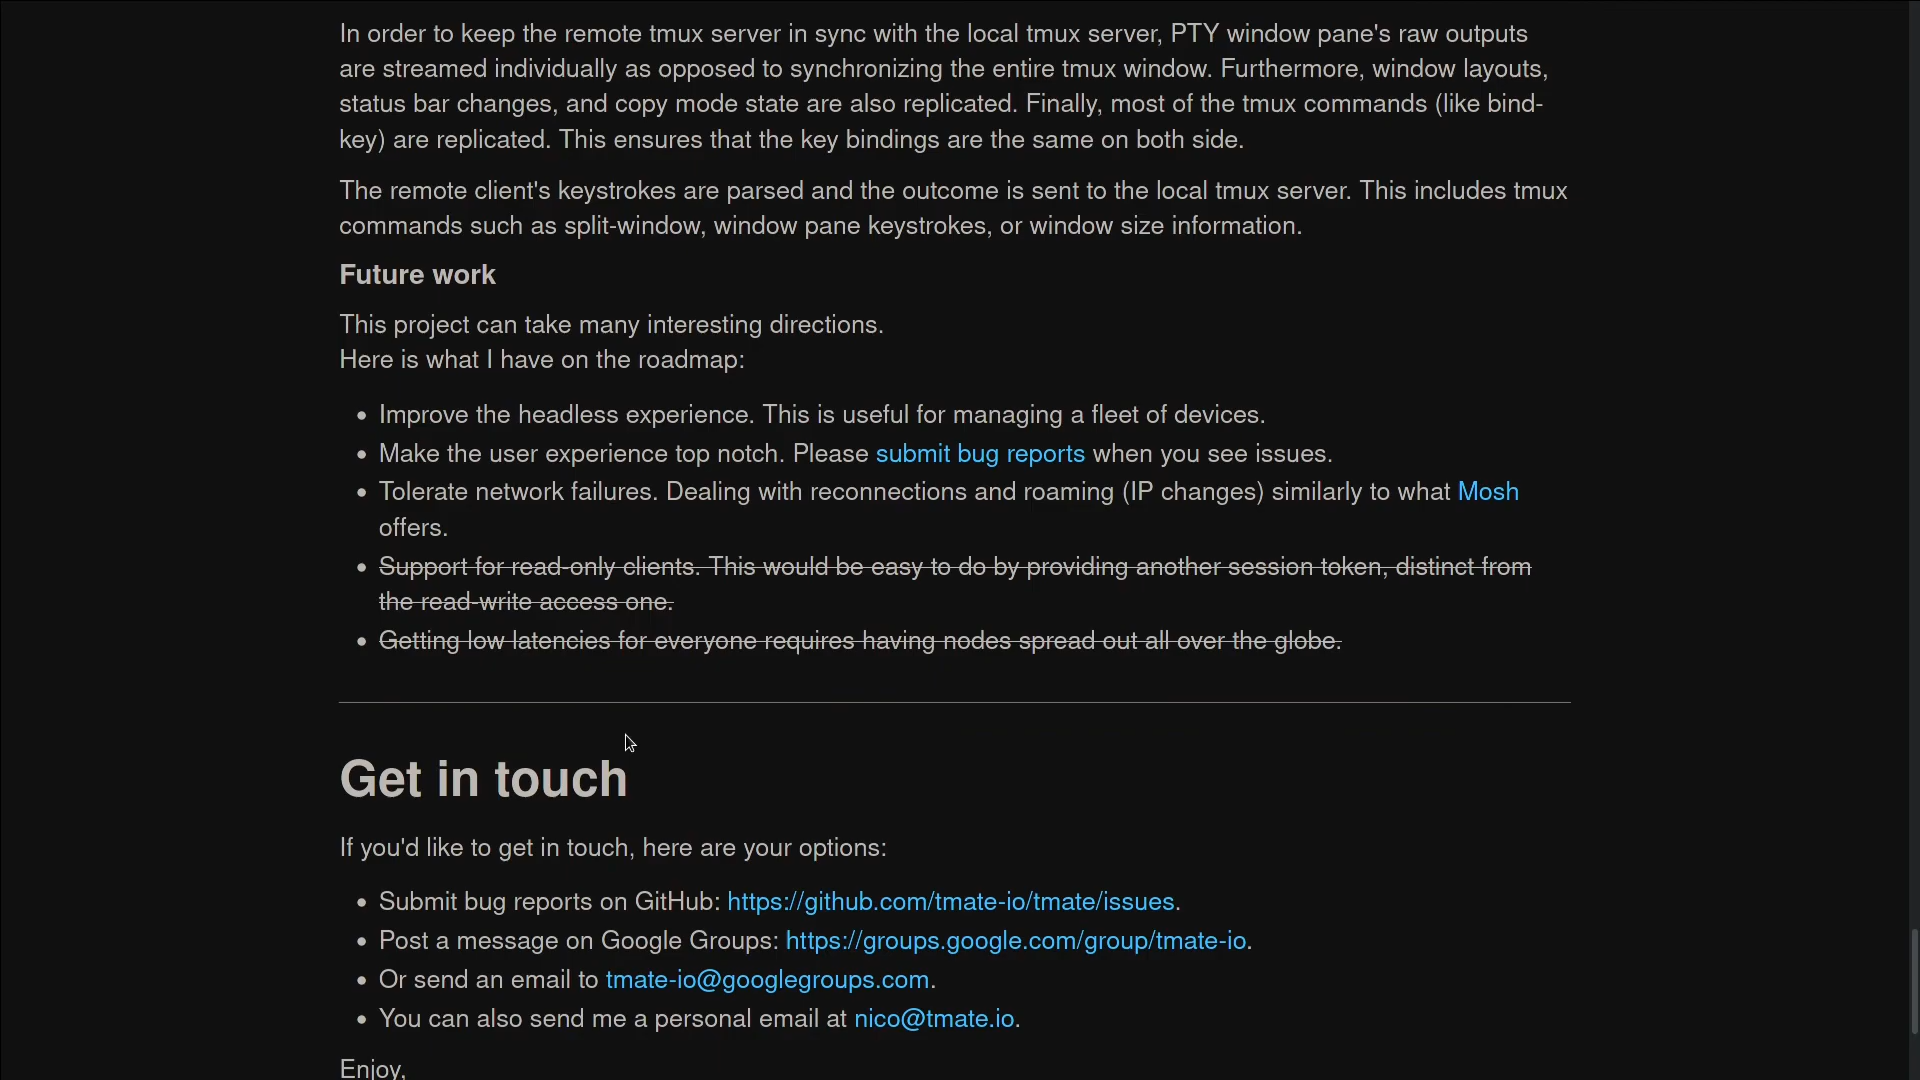 In order to keep the remote tmux server in sync with the local tmux server, PTY window pane's raw outputs
are streamed individually as opposed to synchronizing the entire tmux window. Furthermore, window layouts,
status bar changes, and copy mode state are also replicated. Finally, most of the tmux commands (like bind-
key) are replicated. This ensures that the key bindings are the same on both side.
The remote client's keystrokes are parsed and the outcome is sent to the local tmux server. This includes tmux
commands such as split-window, window pane keystrokes, or window size information.
Future work
This project can take many interesting directions.
Here is what I have on the roadmap:
• Improve the headless experience. This is useful for managing a fleet of devices.
• Make the user experience top notch. Please submit bug reports when you see issues.
• Tolerate network failures. Dealing with reconnections and roaming (IP changes) similarly to what Mosh
offers.
• Support for read-only clients. This would be easy to do by providing another session token, distinct from
the read-write access one.
• Getting low latencies for everyone requires having nodes spread out all over the globe.
Get in touch
If you'd like to get in touch, here are your options:
• Submit bug reports on GitHub: https://github.com/tmate-io/tmate/issues.
• Post a message on Google Groups: https://groups.google.com/group/tmate-io.
• Or send an email to tmate-io@googlegroups.com.
• You can also send me a personal email at nico@tmate.io.
Enjoy,